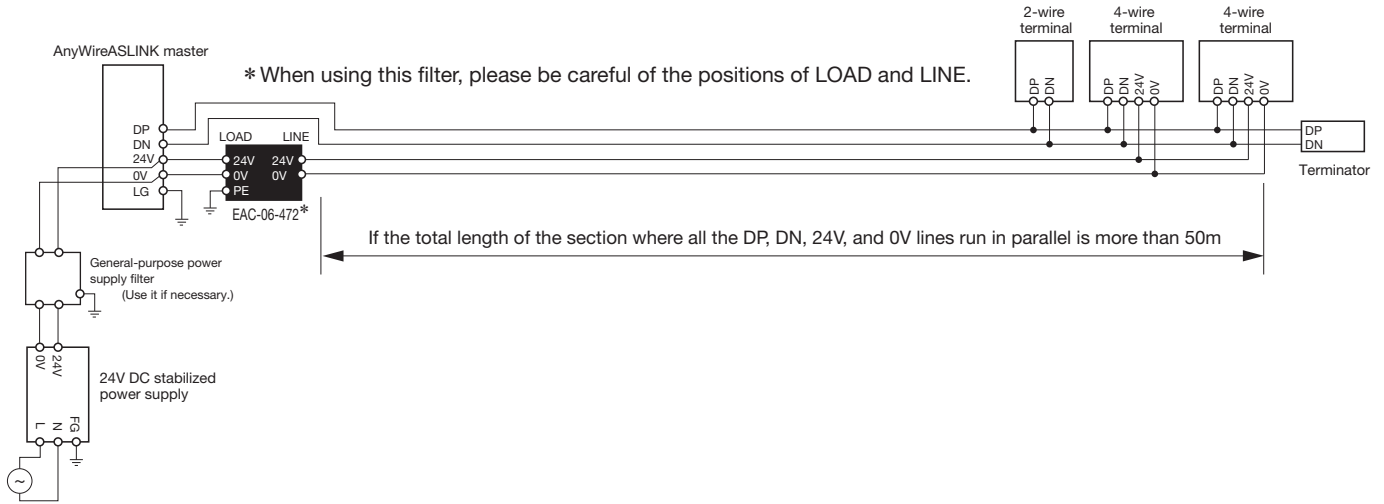 2-wire
terminal
4-wire
terminal
4-wire
terminal
AnyWireASLINK master
* When using this filter, please be careful of the positions of LOAD and LINE.
DP
DN
DP
DN
24V
0V
DP
DN
24V
0V
DP
DN
24V
0V
LG
LOAD
LINE
24V
24V
0V
0V
PE
EAC-06-472*
DP
DN
Terminator
If the total length of the section where all the DP, DN, 24V, and 0V lines run in parallel is more than 50m
General-purpose power
supply filter
(Use it if necessary.)
0V
24V
24V DC stabilized
power supply
L
N
FG
~